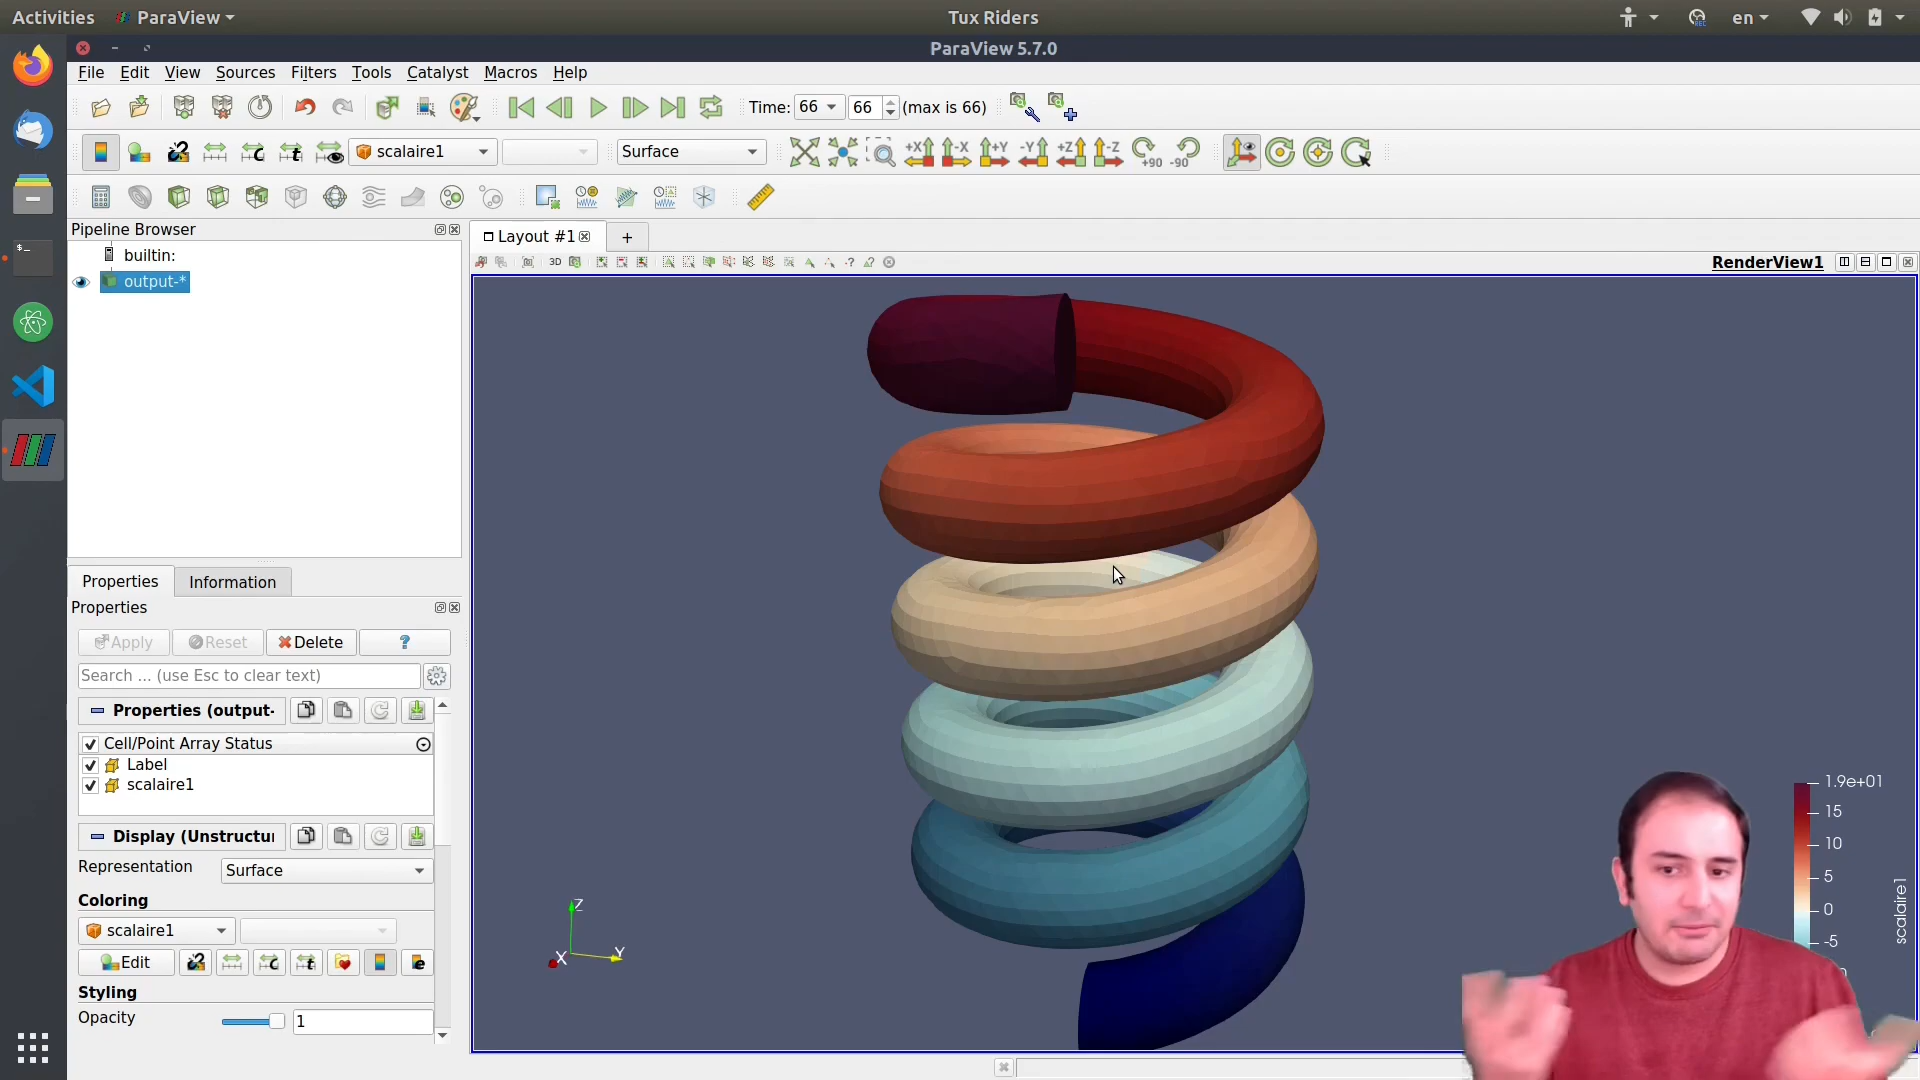 Activities ParaView Tux Riders en
ParaView 5.7.0
File Edit View Sources Filters Tools Catalyst Macros Help
Time: 66 66 (max is 66)
scalaire1 Surface +X -X +Y -Y +Z -Z +90 -90
Pipeline Browser
Layout #1 +
builtin:
3D
RenderView1
output-*
Properties Information
Properties
Apply Reset Delete ?
Search ... (use Esc to clear text)
Properties (output-
Cell/Point Array Status
Label
scalaire1
Display (Unstructu
Representation Surface
Coloring
scalaire1
Edit
Styling
Opacity 1
Z
X
Y
1.9e+01
15
10
5
0
-5
scalaire1